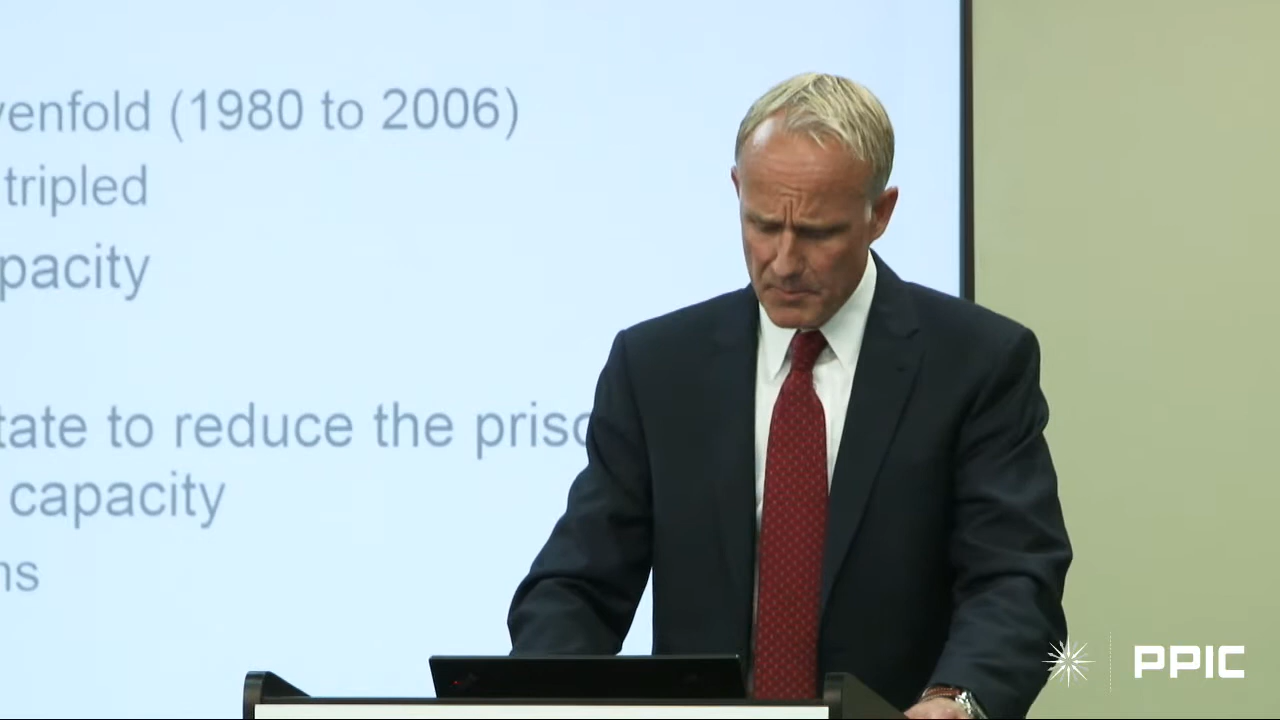 venfold (1980 to 2006)
tripled
pacity
tate to reduce the priso
capacity
ns
PPIC